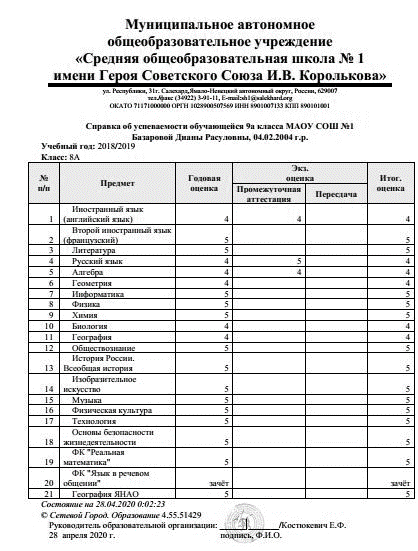 Муниципальное автономное
общеобразовательное учреждение
«Средняя общеобразовательная школа № 1
имени Героя Советского Союза И.В. Королькова»
ул. Республики, 31г. Салехард,Ямало-Ненецкий автономный округ, России, 629007
тел./факс (34922) 3-91-11, E-mail:sh1@salekhard.org
ОКАТО 71171000000 ОРГН 1028900507569 ИНН 8901007133 КПП 890101001
Справка об успеваемости обучающейся 9а класса МАОУ СОШ №1
Базаровой Дианы Расуловны, 04.02.2004 г.р.
Учебный год: 2018/2019
Класс: 8А
№ п/п Предмет Годовая оценка Экз. оценка Итог. оценка
Промежуточная аттестация Пересдача
1 Иностранный язык (английский язык) 4 4 4
2 Второй иностранный язык (французский) 5 5
3 Литература 5 5
4 Русский язык 4 5 4
5 Алгебра 4 4 4
6 Геометрия 4 4
7 Информатика 5 5
8 Физика 5 5
9 Химия 5 5
10 Биология 4 4
11 География 4 4
12 Обществознание 5 5
13 История России. Всеобщая история 5 5
14 Изобразительное искусство 5 5
15 Музыка 5 5
16 Физическая культура 5 5
17 Технология 5 5
18 Основы безопасности жизнедеятельности 5 5
19 ФК "Реальная математика" 5 5
20 ФК "Язык в речевом общении" зачёт зачёт
21 География ЯНАО 5 5
Состояние на 28.04.2020 0:02:23
© Сетевой Город. Образование 4.55.51429
Руководитель образовательной организации: /Костюкевич Е.Ф.
28 апреля 2020 г. подпись, Ф.И.О.